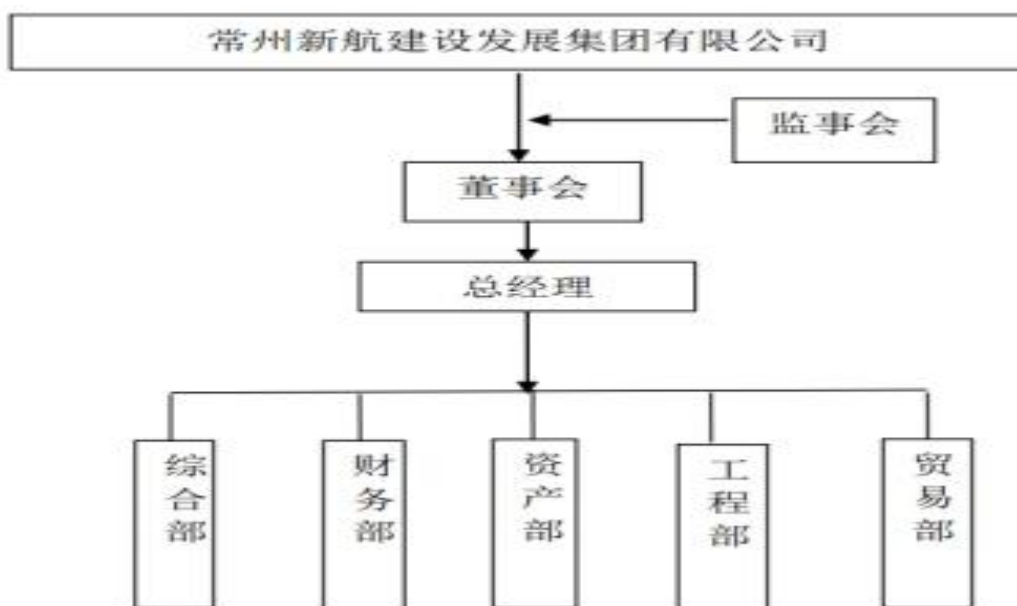 常州新航建设发展集团有限公司
监事会
董事会
总经理
综合部
财务部
资产部
工程部
贸易部